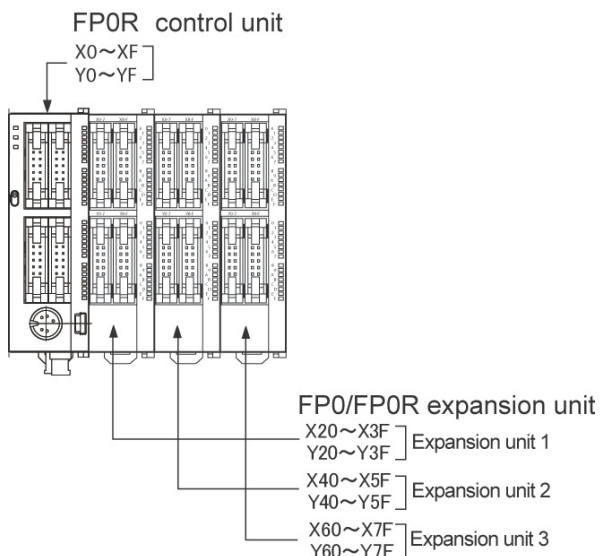 FP0R control unit
X0～XF
Y0～YF
FP0/FP0R expansion unit
X20～X3F
Y20～Y3F
Expansion unit 1
X40～X5F
Y40～Y5F
Expansion unit 2
X60～X7F
Y60～Y7F
Expansion unit 3